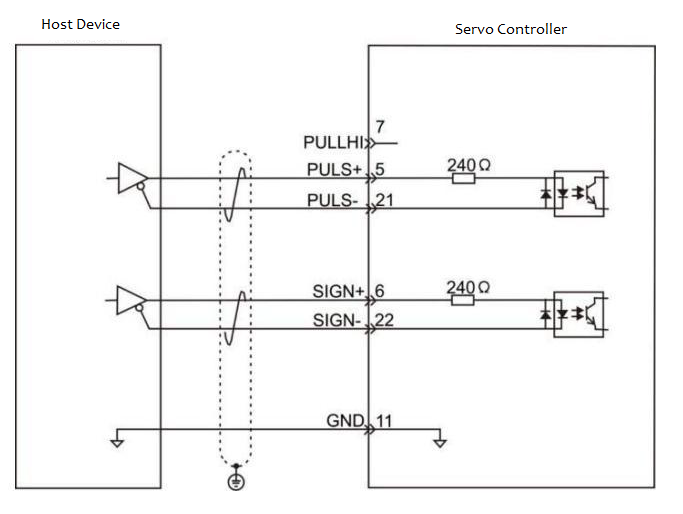 Host Device
Servo Controller
7
PULLHI
PULS+ 5
240Ω
PULS- 21
SIGN+ 6
240Ω
SIGN- 22
GND 11